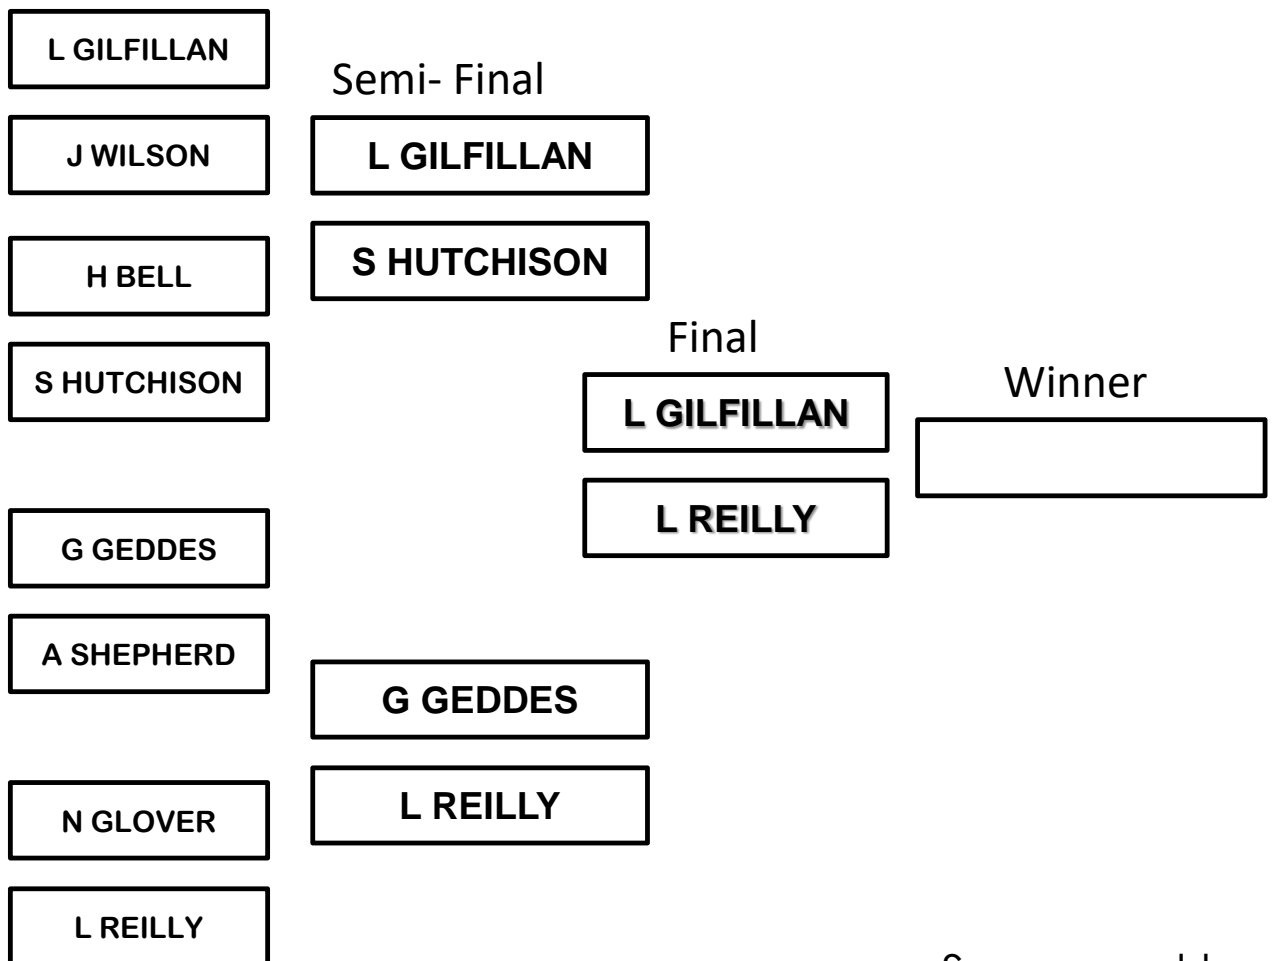 L GILFILLAN
J WILSON
H BELL
S HUTCHISON
G GEDDES
A SHEPHERD
N GLOVER
L REILLY
Semi- Final
L GILFILLAN
S HUTCHISON
G GEDDES
L REILLY
Final
L GILFILLAN
L REILLY
Winner